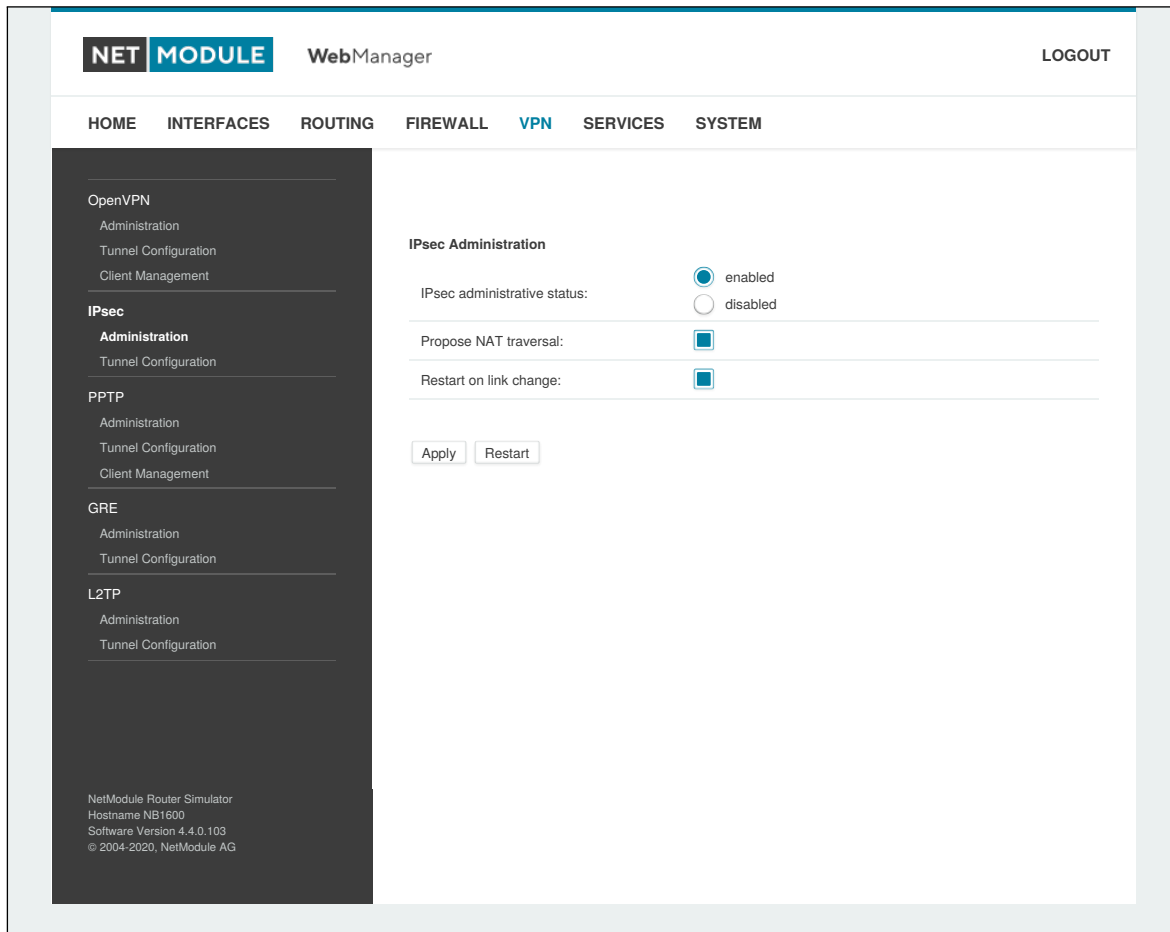 NET MODULE WebManager LOGOUT
HOME INTERFACES ROUTING FIREWALL VPN SERVICES SYSTEM
OpenVPN
Administration
Tunnel Configuration
Client Management
IPsec
Administration
Tunnel Configuration
PPTP
Administration
Tunnel Configuration
Client Management
GRE
Administration
Tunnel Configuration
L2TP
Administration
Tunnel Configuration
NetModule Router Simulator
Hostname NB1600
Software Version 4.4.0.103
© 2004-2020, NetModule AG
IPsec Administration
IPsec administrative status:
enabled
disabled
Propose NAT traversal:
Restart on link change:
Apply Restart